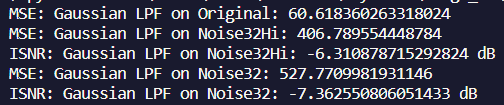 MSE: Gaussian LPF on Original: 60.618360263318024
MSE: Gaussian LPF on Noise32Hi: 406.789554448784
ISNR: Gaussian LPF on Noise32Hi: -6.310878715292824 dB
MSE: Gaussian LPF on Noise32: 527.7709981931146
ISNR: Gaussian LPF on Noise32: -7.362550806051433 dB